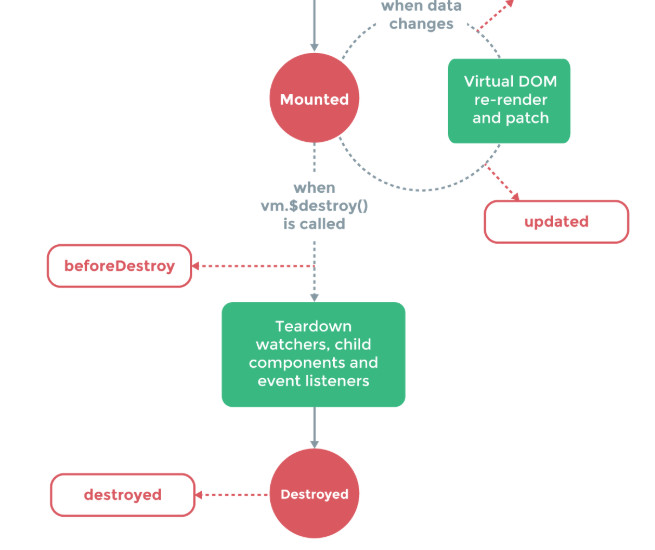 when data
changes
Mounted
Virtual DOM
re-render
and patch
when
vm.$destroy()
is called
updated
beforeDestroy
Teardown
watchers, child
components and
event listeners
destroyed
Destroyed